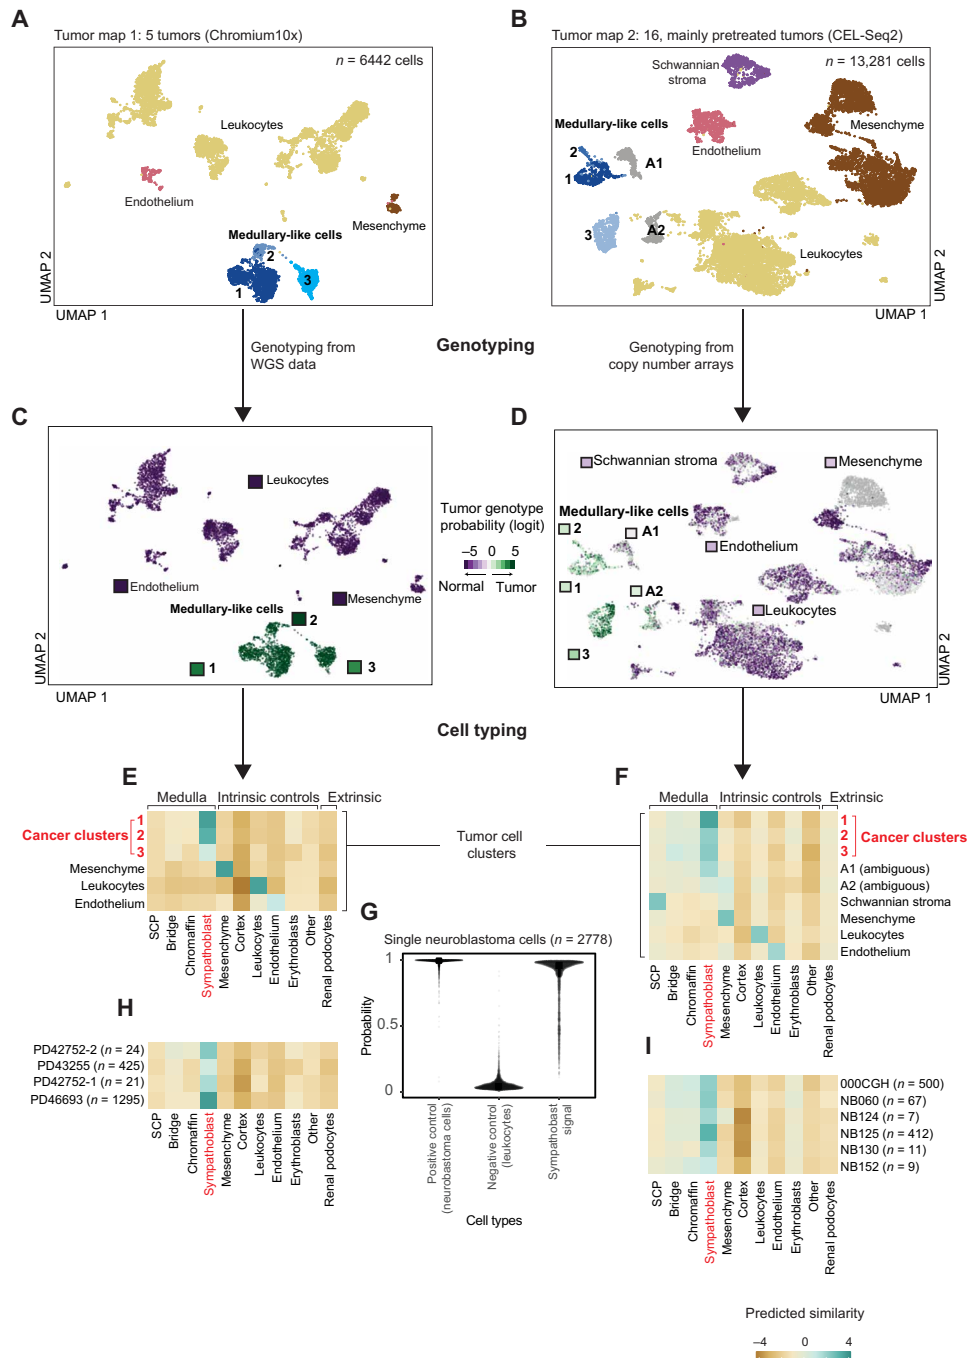 A
Tumor map 1: 5 tumors (Chromium10x)
n = 6442 cells
Leukocytes
Endothelium
Mesenchyme
Medullary-like cells
2
3
1
UMAP 2
UMAP 1
B
Tumor map 2: 16, mainly pretreated tumors (CEL-Seq2)
Schwannian
stroma
n = 13,281 cells
Medullary-like cells
Mesenchyme
Endothelium
2
A1
1
3
A2
Leukocytes
UMAP 2
UMAP 1
Genotyping from
WGS data
Genotyping
Genotyping from
copy number arrays
C
Leukocytes
Endothelium
Mesenchyme
Medullary-like cells
2
1
3
UMAP 2
UMAP 1
Tumor genotype
probability (logit)
−5 0 5
Normal Tumor
D
Schwannian stroma
Mesenchyme
Medullary-like cells
2
A1
Endothelium
1
A2
Leukocytes
3
UMAP 2
UMAP 1
Cell typing
E
Medulla
Intrinsic controls
Extrinsic
Cancer clusters
1
2
3
Mesenchyme
Leukocytes
Endothelium
SCP
Bridge
Chromaffin
Sympathoblast
Mesenchyme
Cortex
Leukocytes
Endothelium
Erythroblasts
Other
Renal podocytes
Tumor cell
clusters
F
Medulla
Intrinsic controls
Extrinsic
1
2
3
Cancer clusters
A1 (ambiguous)
A2 (ambiguous)
Schwannian stroma
Mesenchyme
Leukocytes
Endothelium
SCP
Bridge
Chromaffin
Sympathoblast
Mesenchyme
Cortex
Leukocytes
Endothelium
Erythroblasts
Other
Renal podocytes
G
Single neuroblastoma cells (n = 2778)
Probability
1
0.5
0
Positive control
(neurobastoma cells)
Negative control
(leukocytes)
Sympathobast
signal
Cell types
H
PD42752-2 (n = 24)
PD43255 (n = 425)
PD42752-1 (n = 21)
PD46693 (n = 1295)
SCP
Bridge
Chromaffin
Sympathoblast
Mesenchyme
Cortex
Leukocytes
Endothelium
Erythroblasts
Other
Renal podocytes
I
000CGH (n = 500)
NB060 (n = 67)
NB124 (n = 7)
NB125 (n = 412)
NB130 (n = 11)
NB152 (n = 9)
SCP
Bridge
Chromaffin
Sympathoblast
Mesenchyme
Cortex
Leukocytes
Endothelium
Erythroblasts
Other
Renal podocytes
Predicted similarity
−4 0 4